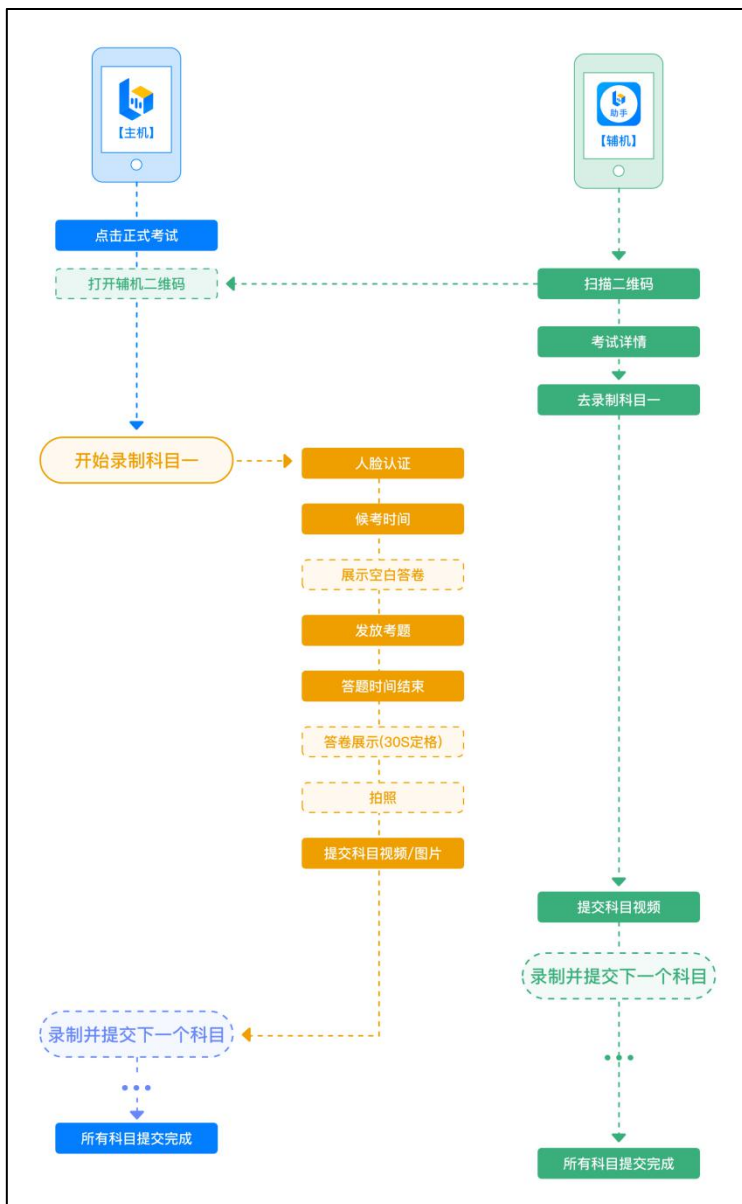 【主机】
助手
【辅机】
点击正式考试
打开辅机二维码
扫描二维码
考试详情
去录制科目一
开始录制科目一
人脸认证
候考时间
展示空白答卷
发放考题
答题时间结束
答卷展示(30S定格)
拍照
提交科目视频/图片
提交科目视频
录制并提交下一个科目
录制并提交下一个科目
所有科目提交完成
所有科目提交完成